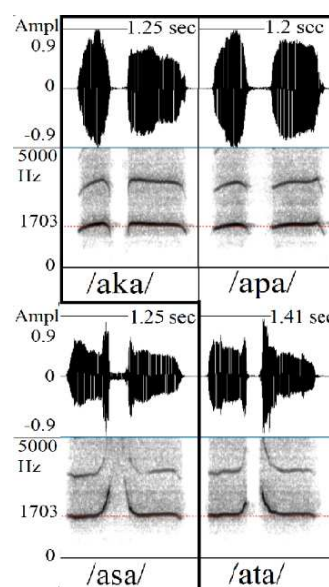 Ampl 1.25 sec 1.2 sec
0.9
0
-0.9
5000
Hz
1703
0
/aka/ /apa/
Ampl 1.25 sec 1.41 sec
0.9
0
-0.9
5000
Hz
1703
0
/asa/ /ata/